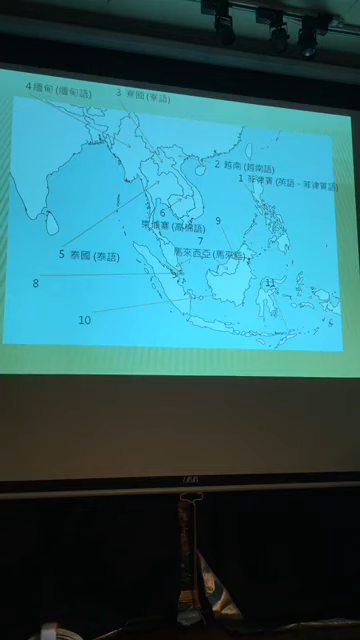 4 緬甸 (緬甸語)
3 寮國 (寮語)
2 越南 (越南語)
1 菲律賓 (英語、菲律賓語)
6
柬埔寨 (高棉語)
9
7
馬來西亞 (馬來語)
5 泰國 (泰語)
8
11
10